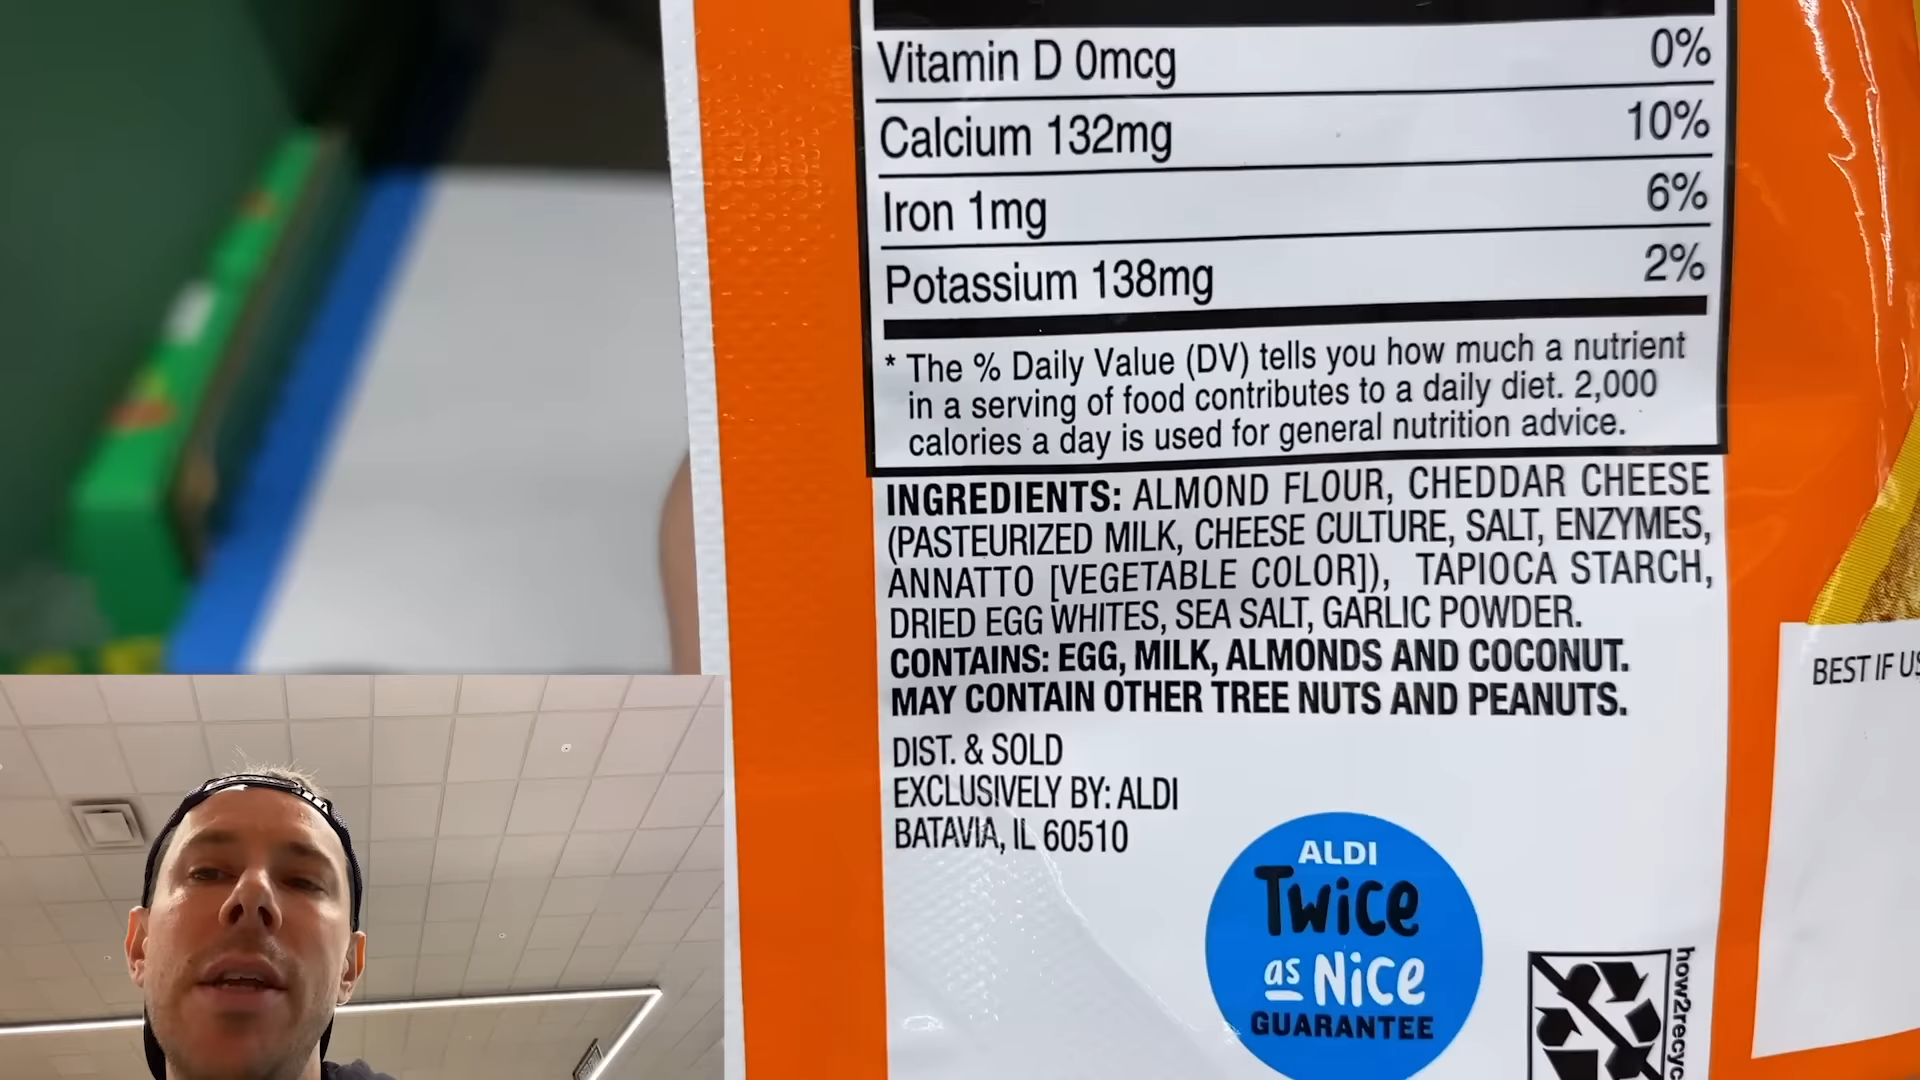 Vitamin D 0mcg 0%
Calcium 132mg 10%
Iron 1mg 6%
Potassium 138mg 2%
* The % Daily Value (DV) tells you how much a nutrient
in a serving of food contributes to a daily diet. 2,000
calories a day is used for general nutrition advice.
INGREDIENTS: ALMOND FLOUR, CHEDDAR CHEESE
(PASTEURIZED MILK, CHEESE CULTURE, SALT, ENZYMES,
ANNATTO [VEGETABLE COLOR]), TAPIOCA STARCH,
DRIED EGG WHITES, SEA SALT, GARLIC POWDER.
CONTAINS: EGG, MILK, ALMONDS AND COCONUT.
MAY CONTAIN OTHER TREE NUTS AND PEANUTS.
DIST. & SOLD
EXCLUSIVELY BY: ALDI
BATAVIA, IL 60510
ALDI
Twice
as Nice
GUARANTEE
how2recyc
BEST IF US